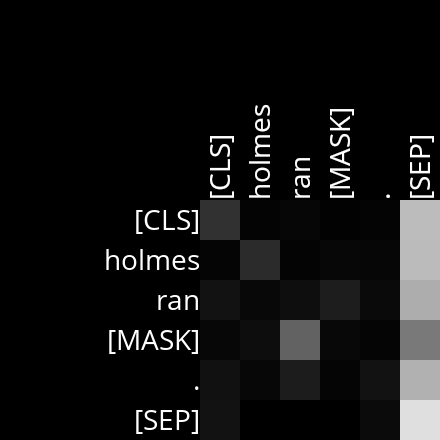 [CLS] holmes ran [MASK] . [SEP]
[CLS]
holmes
ran
[MASK]
.
[SEP]